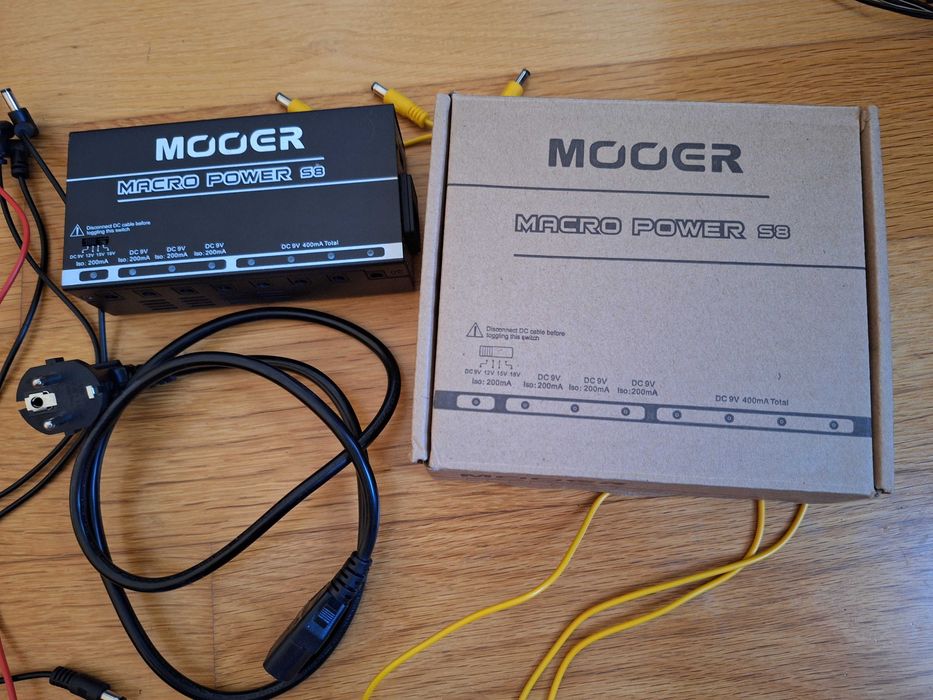 MOOER
MACRO POWER S8
Disconnect DC cable before
toggling this switch
DC 9V 12V 15V 18V
Iso: 200mA
DC 9V
Iso: 200mA
DC 9V
Iso: 200mA
DC 9V
Iso: 200mA
DC 9V 400mA Total
MOOER
MACRO POWER S8
Disconnect DC cable before
toggling this switch
DC 9V 12V 15V 18V
Iso: 200mA
DC 9V
Iso: 200mA
DC 9V
Iso: 200mA
DC 9V
Iso: 200mA
DC 9V 400mA Total